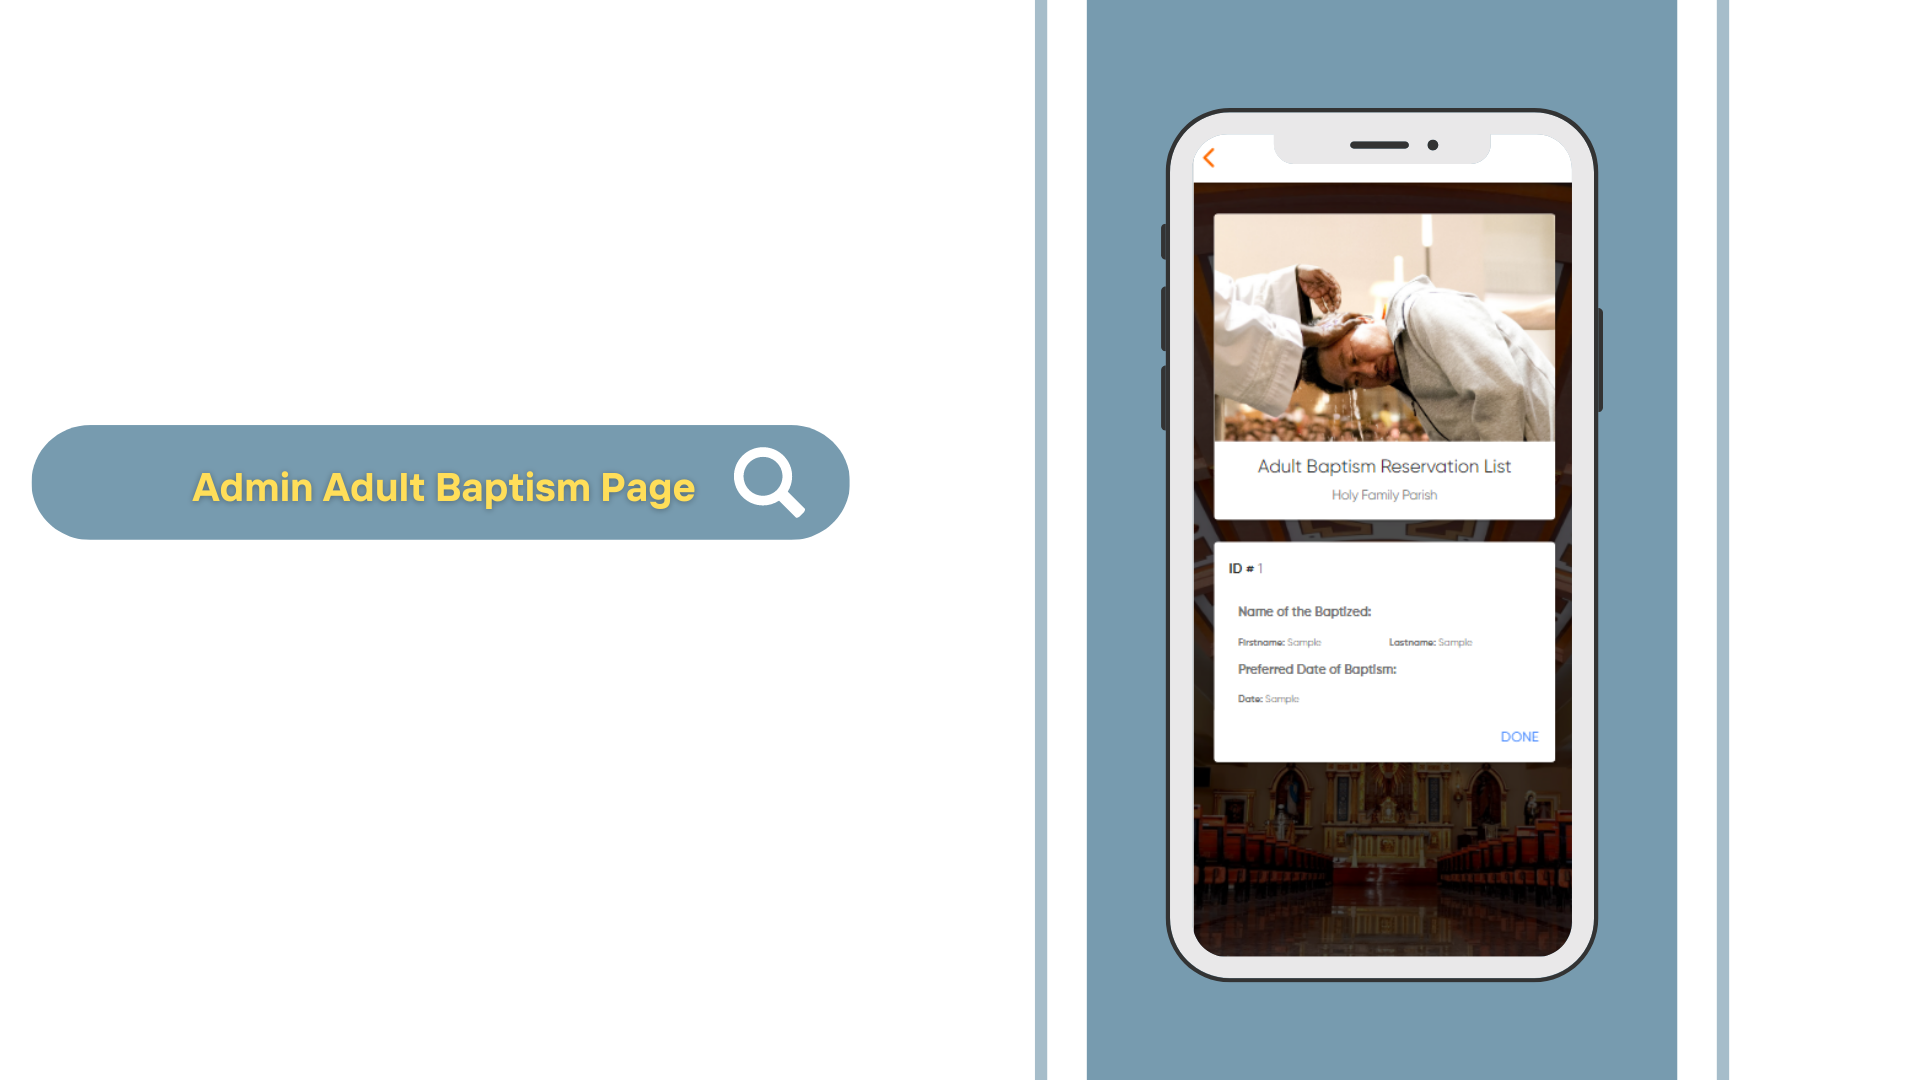 Admin Adult Baptism Page
Adult Baptism Reservation List
Holy Family Parish
ID # 1
Name of the Baptized:
Firstname: Sample Lastname: Sample
Preferred Date of Baptism:
Date: Sample
DONE